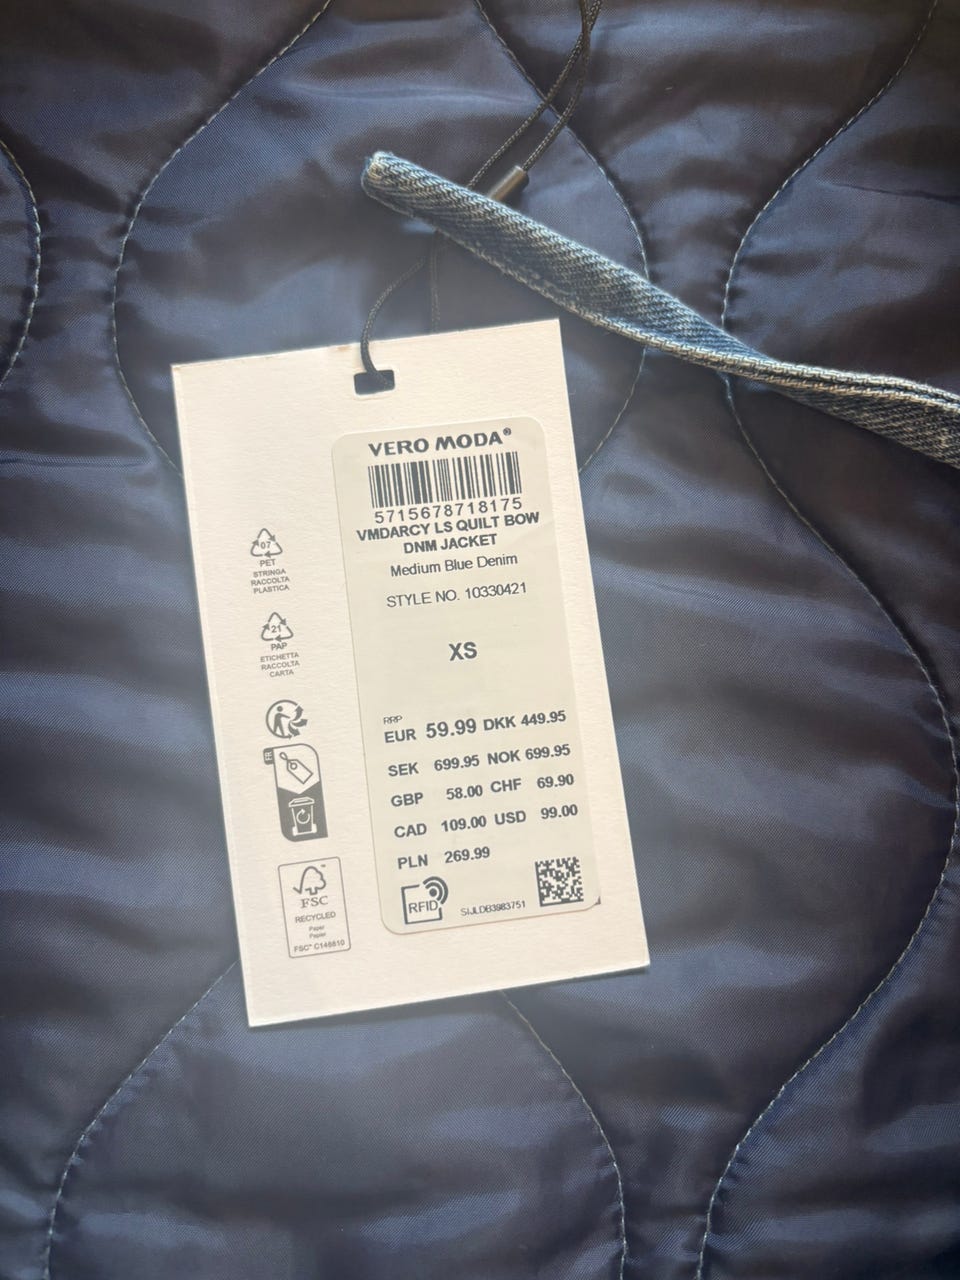 VERO MODA®
5715678718175
VMDARCY LS QUILT BOW
DNM JACKET
Medium Blue Denim
STYLE NO. 10330421
XS
RRP
EUR 59.99 DKK 449.95
SEK 699.95 NOK 699.95
GBP 58.00 CHF 69.90
CAD 109.00 USD 99.00
PLN 269.99
RFID
SIJLDB3983751
07
PET
STRINGA
RACCOLTA
PLASTICA
21
PAP
ETICHETTA
RACCOLTA
CARTA
FR
FSC™
RECYCLED
Paper
Papier
FSC® C148610